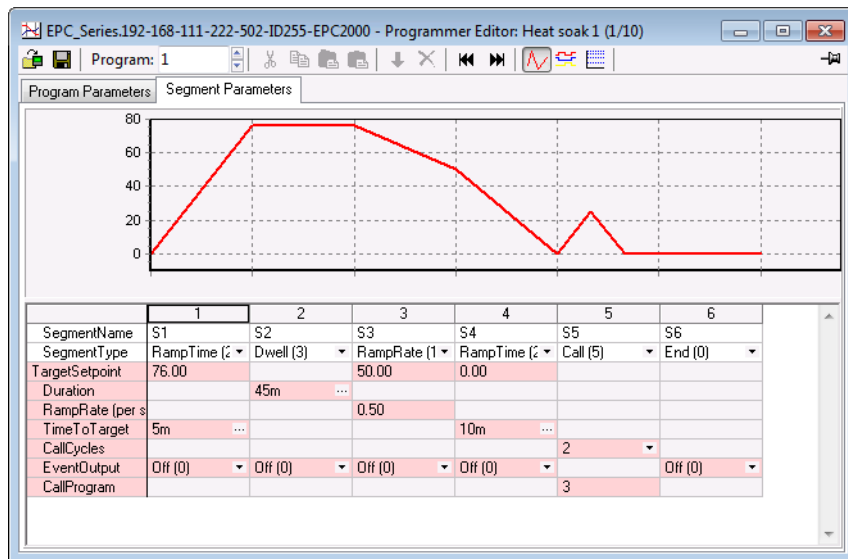 EPC_Series.192-168-111-222-502-ID255-EPC2000 - Programmer Editor: Heat soak 1 (1/10)
Program: 1
Program Parameters Segment Parameters
80
60
40
20
0
1 2 3 4 5 6
SegmentName S1 S2 S3 S4 S5 S6
SegmentType RampTime (2 Dwell (3) RampRate (1 RampTime (2 Call (5) End (0)
TargetSetpoint 76.00 50.00 0.00
Duration 45m ...
RampRate (per s 0.50
TimeToTarget 5m ... 10m ...
CallCycles 2
EventOutput Off (0) Off (0) Off (0) Off (0) Off (0)
CallProgram 3